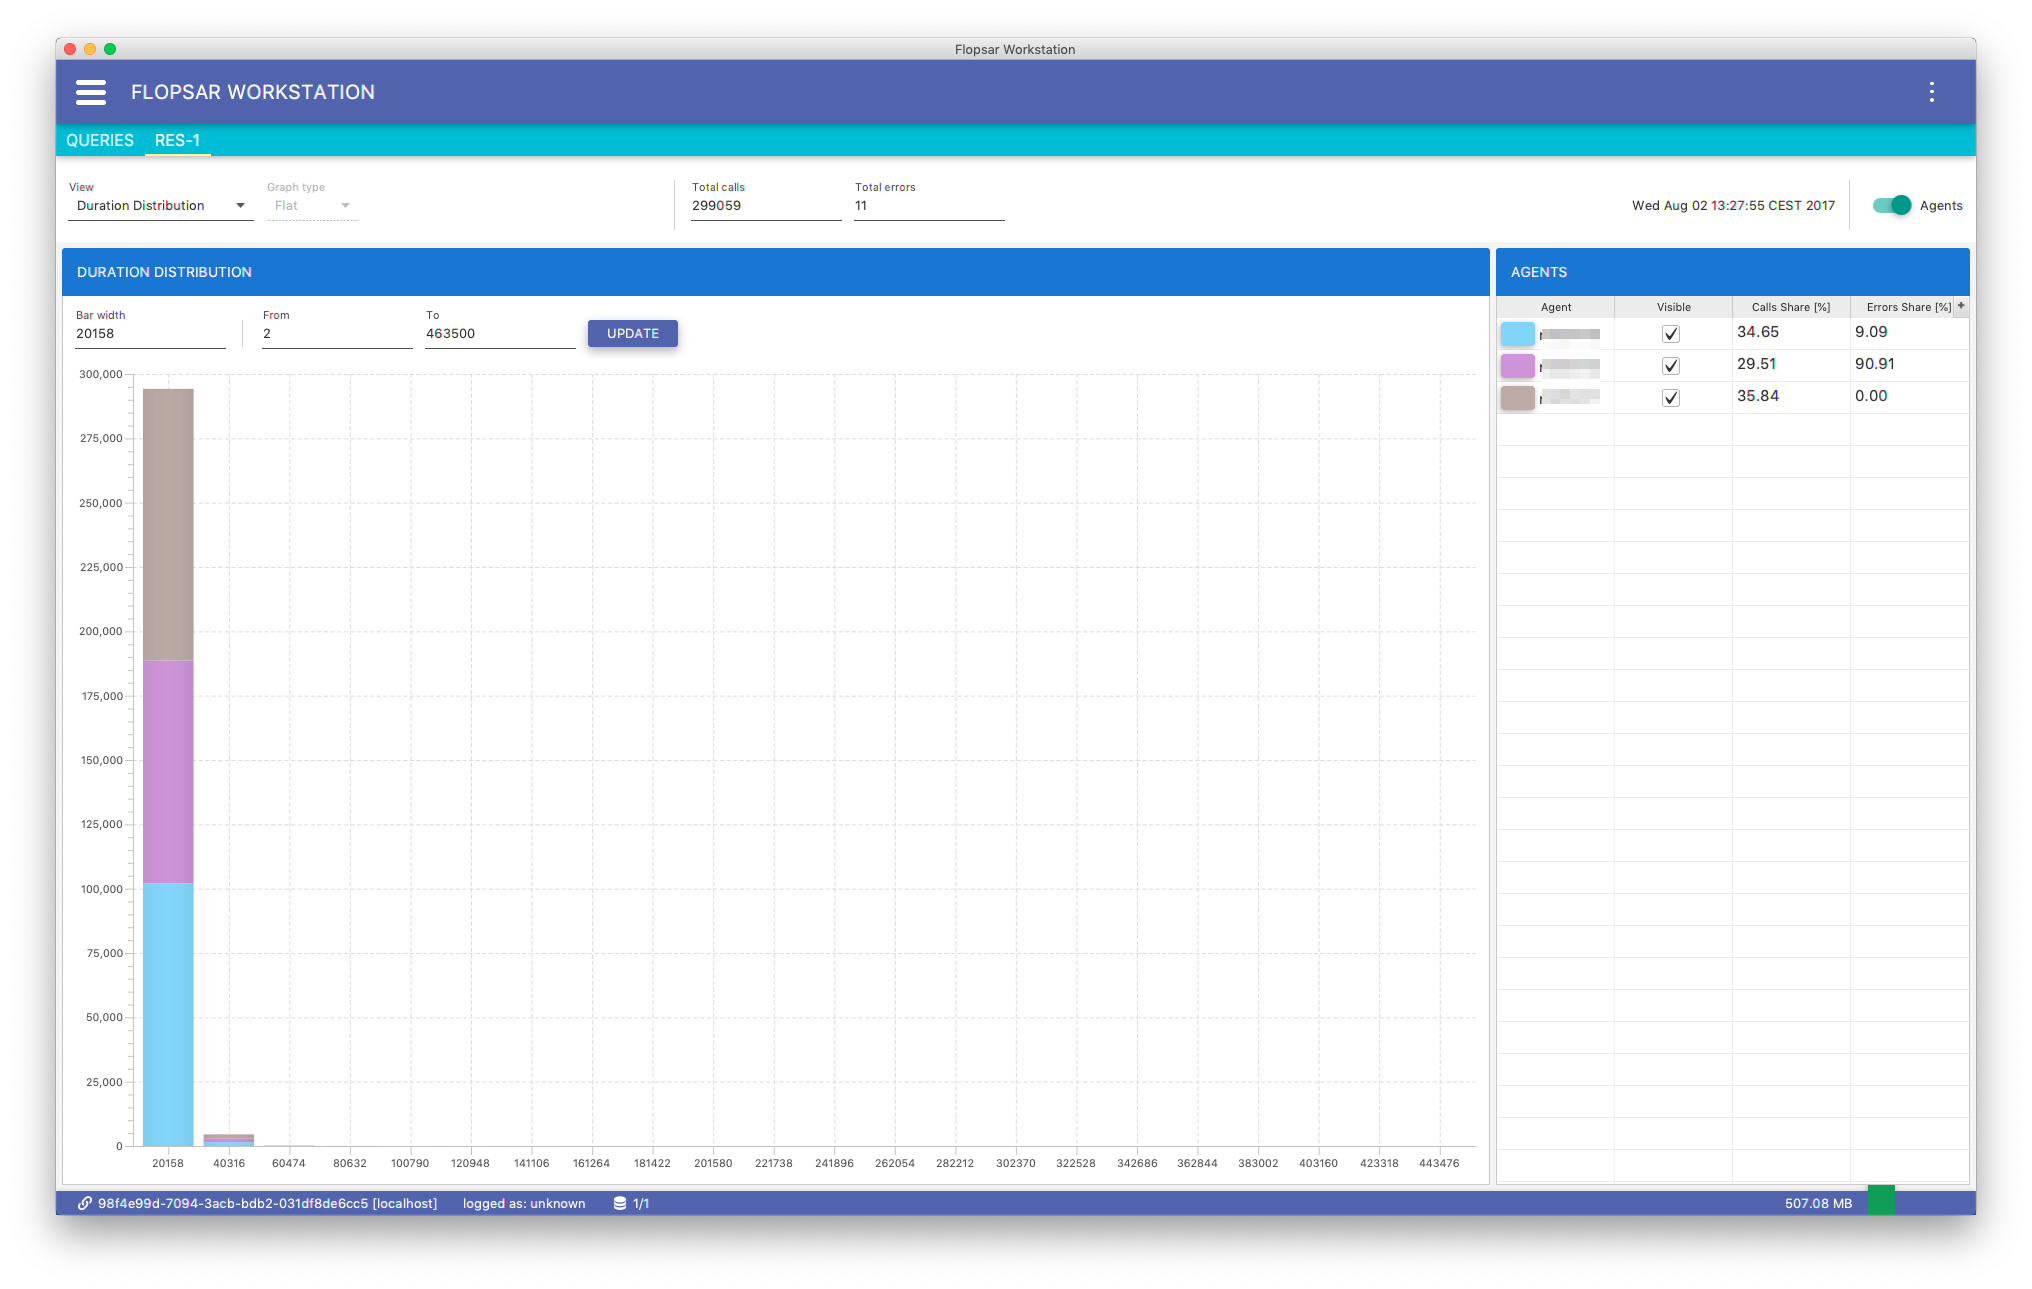 Flopsar Workstation
FLOPSAR WORKSTATION
QUERIES RES-1
View Graph type Total calls Total errors
Duration Distribution Flat 299059 11 Wed Aug 02 13:27:55 CEST 2017 Agents
DURATION DISTRIBUTION
Bar width From To
20158 2 463500 UPDATE
300,000
275,000
250,000
225,000
200,000
175,000
150,000
125,000
100,000
75,000
50,000
25,000
0
20158 40316 60474 80632 100790 120948 141106 161264 181422 201580 221738 241896 262054 282212 302370 322528 342686 362844 383002 403160 423318 443476
AGENTS
Agent Visible Calls Share [%] Errors Share [%] +
34.65 9.09
29.51 90.91
35.84 0.00
98f4e99d-7094-3acb-bdb2-031df8de6cc5 [localhost] logged as: unknown 1/1 507.08 MB